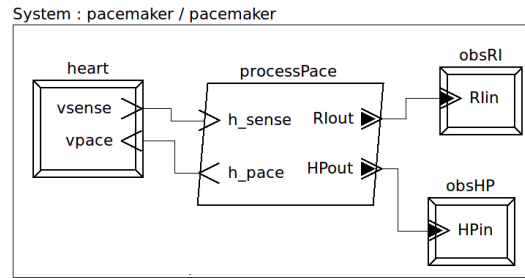 System : pacemaker / pacemaker
obsRI
heart
processPace
RIin
vsense
h_sense
RIout
vpace
h_pace
HPout
obsHP
HPin